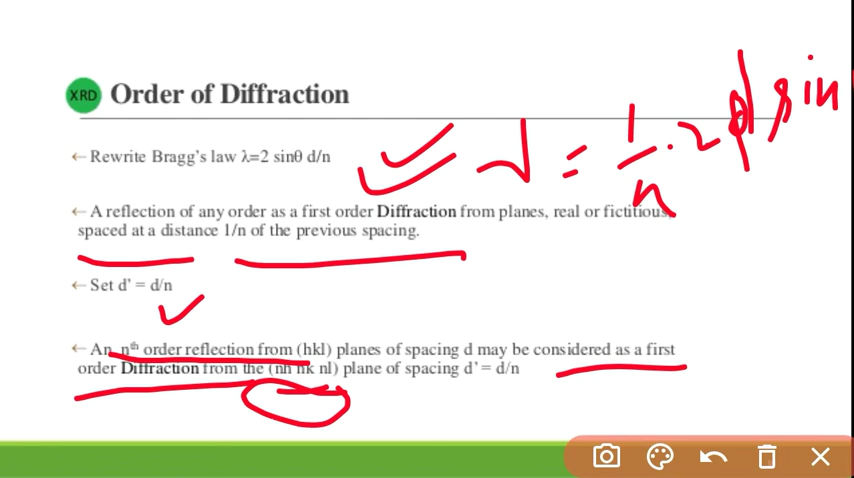 XRD Order of Diffraction
← Rewrite Bragg's law λ=2 sinθ d/n
= 1/n . 2 d sin
← A reflection of any order as a first order Diffraction from planes, real or fictitious,
spaced at a distance 1/n of the previous spacing.
← Set d' = d/n
← An nth order reflection from (hkl) planes of spacing d may be considered as a first
order Diffraction from the (nh nk nl) plane of spacing d' = d/n